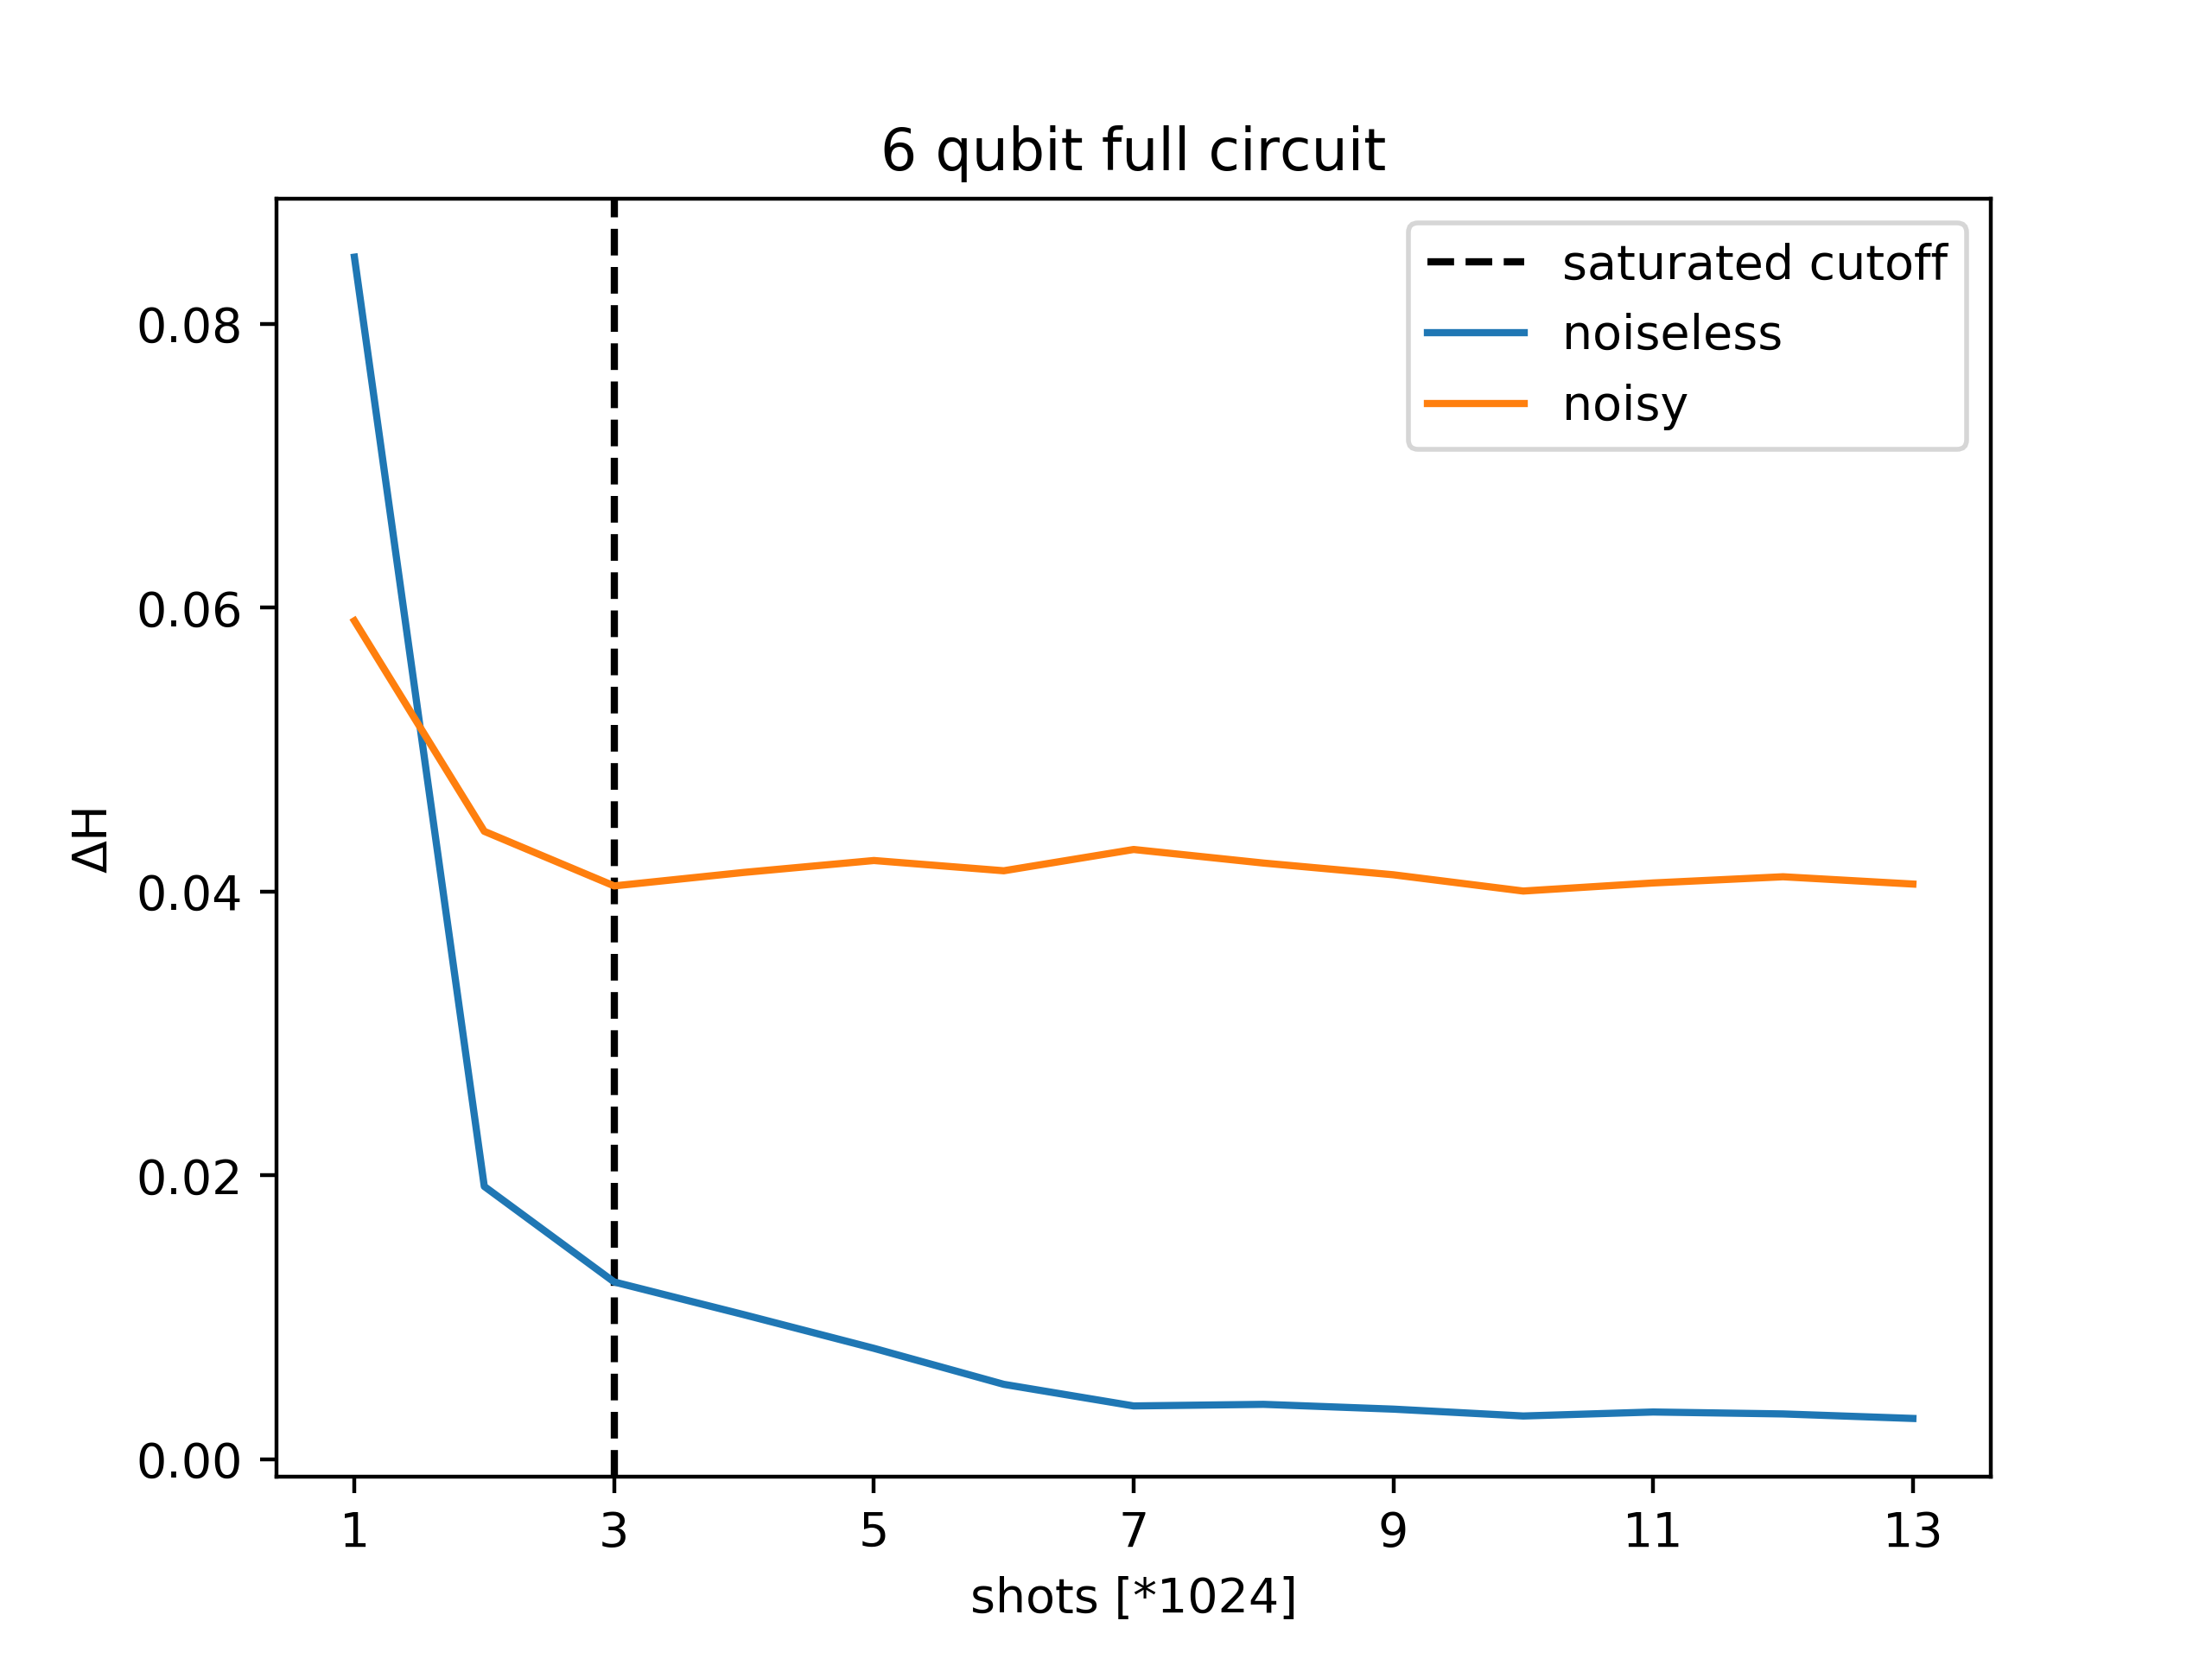 6 qubit full circuit
saturated cutoff
noiseless
noisy
0.08
0.06
0.04
0.02
0.00
ΔH
1 3 5 7 9 11 13
shots [*1024]